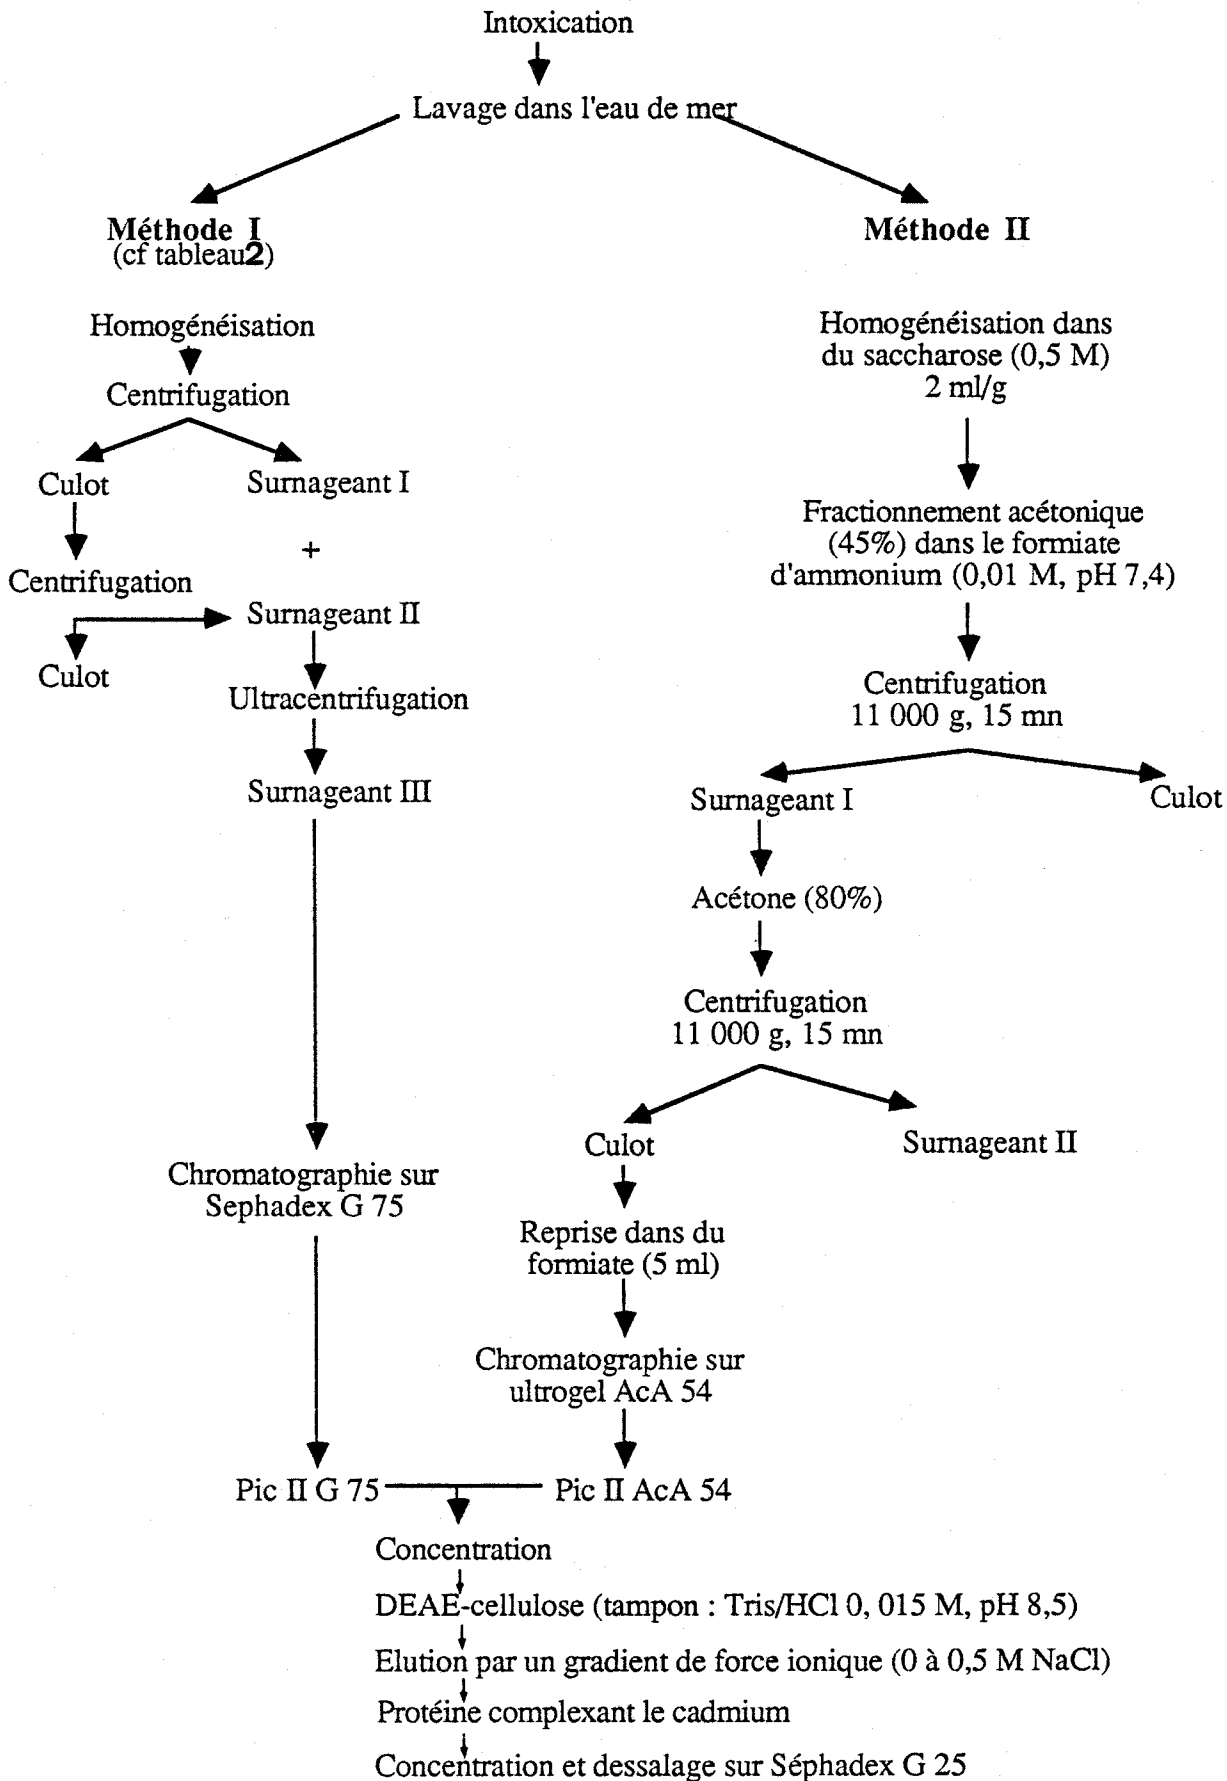 Intoxication
Lavage dans l'eau de mer
Méthode I
(cf tableau2)
Homogénéisation
Centrifugation
Culot
Surnageant I
+
Centrifugation
Surnageant II
Culot
Ultracentrifugation
Surnageant III
Chromatographie sur
Sephadex G 75
Pic II G 75
Méthode II
Homogénéisation dans
du saccharose (0,5 M)
2 ml/g
Fractionnement acétonique
(45%) dans le formiate
d'ammonium (0,01 M, pH 7,4)
Centrifugation
11 000 g, 15 mn
Surnageant I
Culot
Acétone (80%)
Centrifugation
11 000 g, 15 mn
Culot
Surnageant II
Reprise dans du
formiate (5 ml)
Chromatographie sur
ultrogel AcA 54
Pic II AcA 54
Concentration
DEAE-cellulose (tampon : Tris/HCl 0, 015 M, pH 8,5)
Elution par un gradient de force ionique (0 à 0,5 M NaCl)
Protéine complexant le cadmium
Concentration et dessalage sur Séphadex G 25